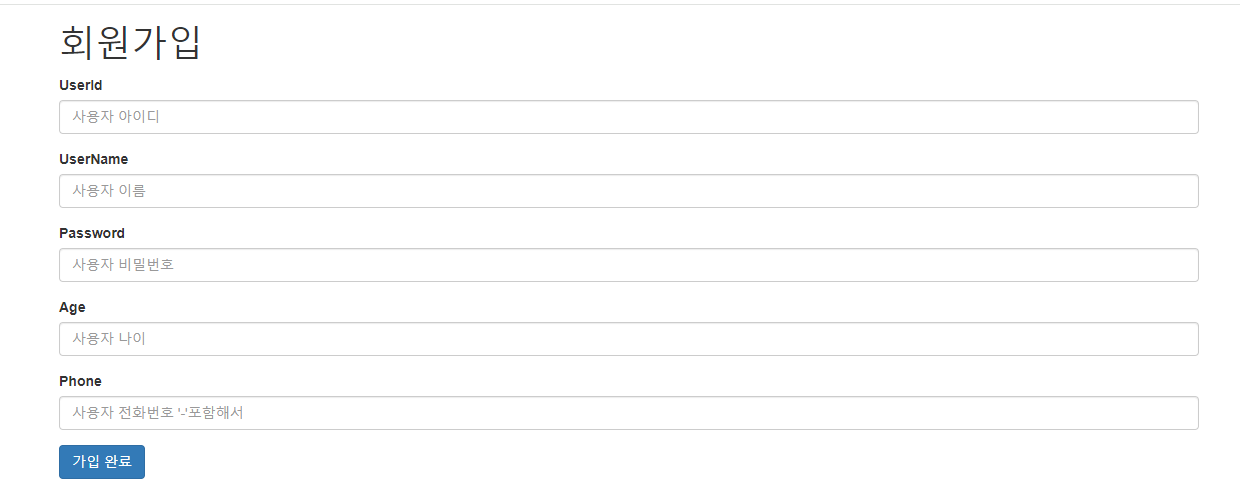 회원가입
UserId
사용자 아이디
UserName
사용자 이름
Password
사용자 비밀번호
Age
사용자 나이
Phone
사용자 전화번호 '-'포함해서
가입 완료